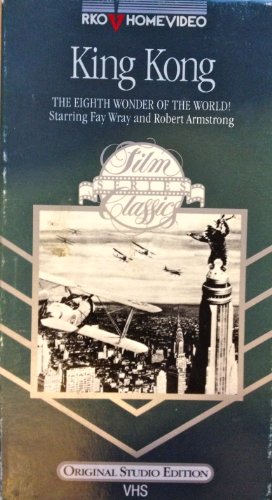 RKO HOMEVIDEO
King Kong
THE EIGHTH WONDER OF THE WORLD!
Starring Fay Wray and Robert Armstrong
Film
SERIES
Classics
ORIGINAL STUDIO EDITION
VHS